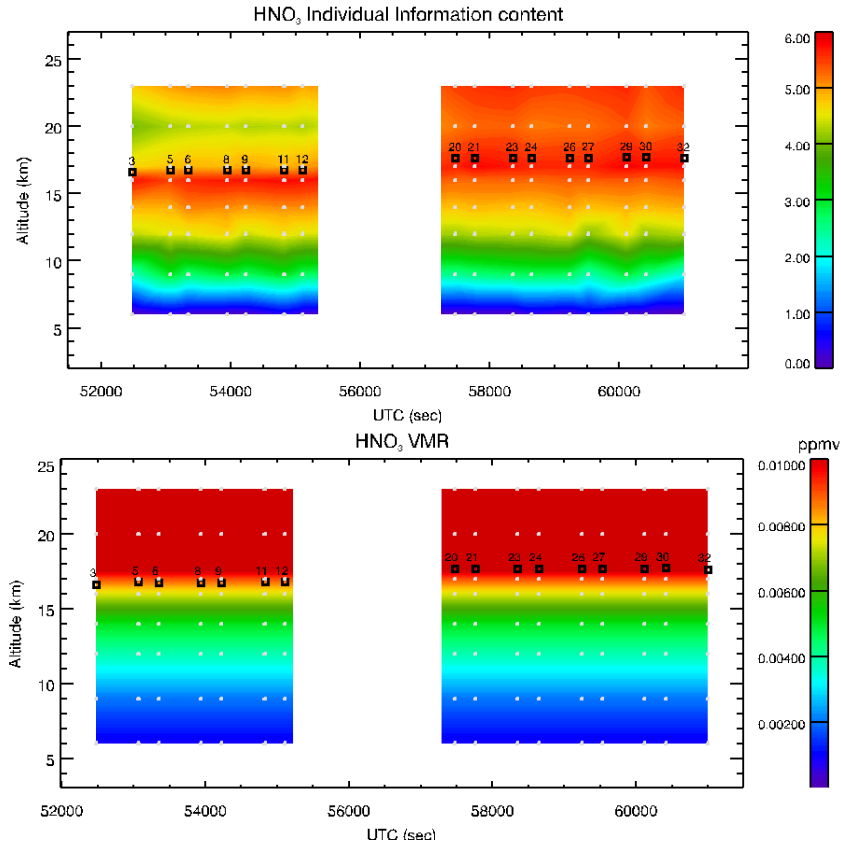 HNO3 Individual Information content
25
20
15
10
5
Altitude (km)
3 5 6 8 9 11 12 20 21 23 24 26 27 29 30 32
52000 54000 56000 58000 60000
UTC (sec)
6.00
5.00
4.00
3.00
2.00
1.00
0.00
HNO3 VMR
ppmv
25
20
15
10
5
Altitude (km)
3 5 6 8 9 11 12 20 21 23 24 26 27 29 30 32
52000 54000 56000 58000 60000
UTC (sec)
0.01000
0.00800
0.00600
0.00400
0.00200